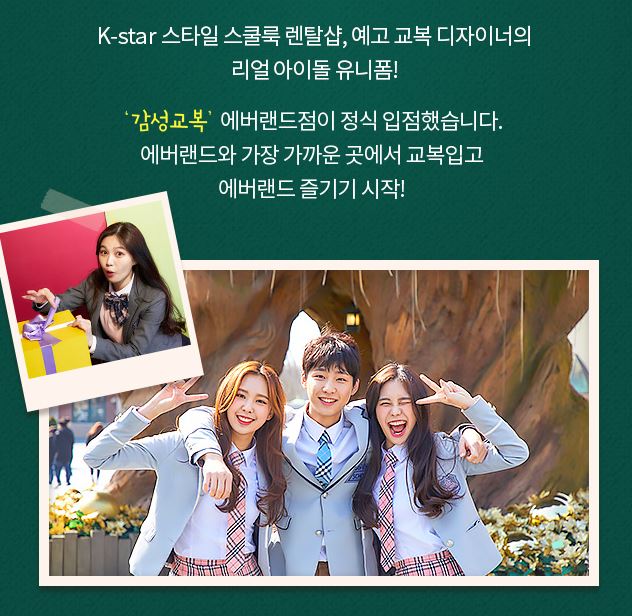 K-star 스타일 스쿨룩 렌탈샵, 예고 교복 디자이너의
리얼 아이돌 유니폼!
'감성교복' 에버랜드점이 정식 입점했습니다.
에버랜드와 가장 가까운 곳에서 교복입고
에버랜드 즐기기 시작!